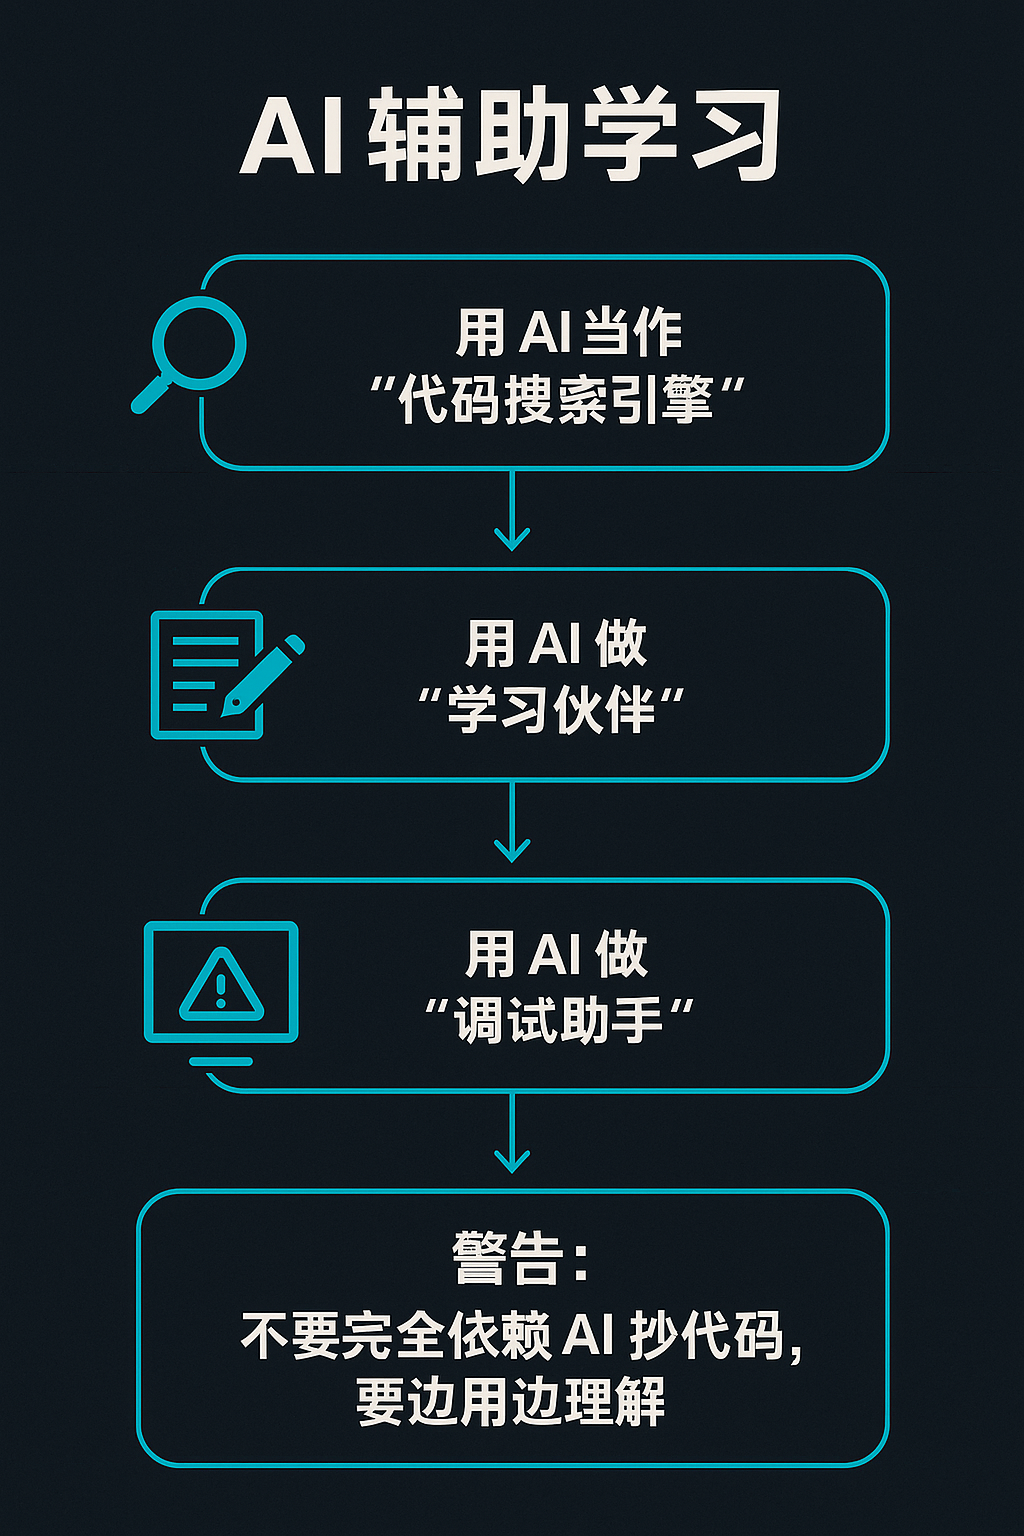 AI 辅助学习
用 AI 当作
“代码搜索引擎“
用 AI 做
“学习伙伴“
用 AI 做
“调试助手“
警告：
不要完全依赖 AI 抄代码，
要边用边理解